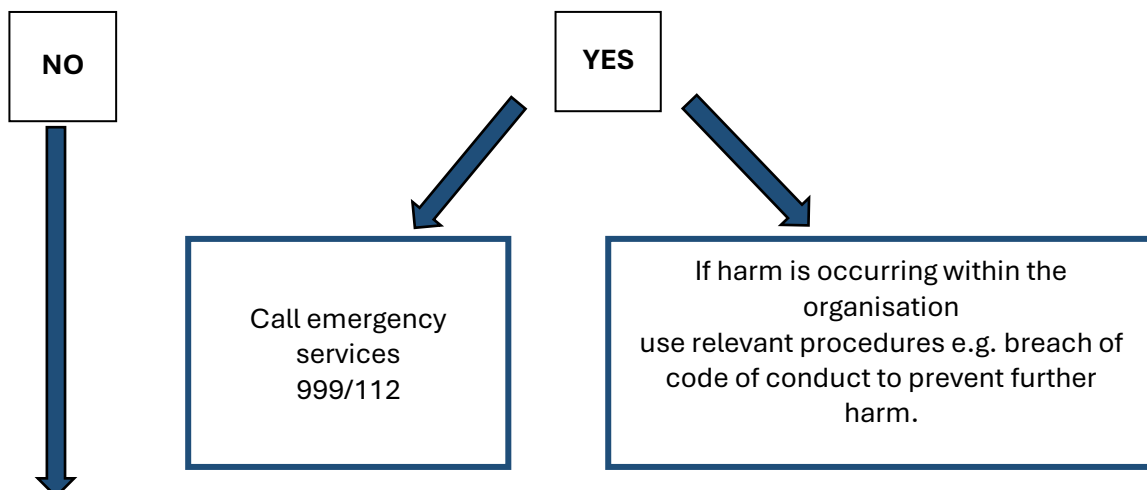 NO
YES
Call emergency
services
999/112
If harm is occurring within the
organisation
use relevant procedures e.g. breach of
code of conduct to prevent further
harm.